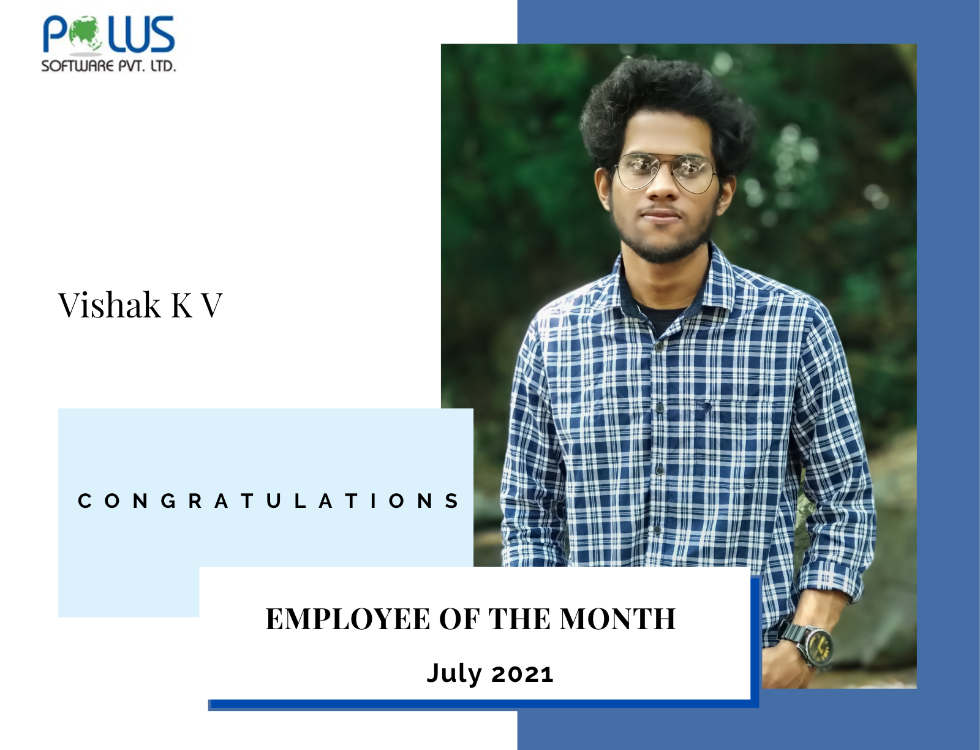 POLUS
SOFTWARE PVT. LTD.
Vishak K V
CONGRATULATIONS
EMPLOYEE OF THE MONTH
July 2021